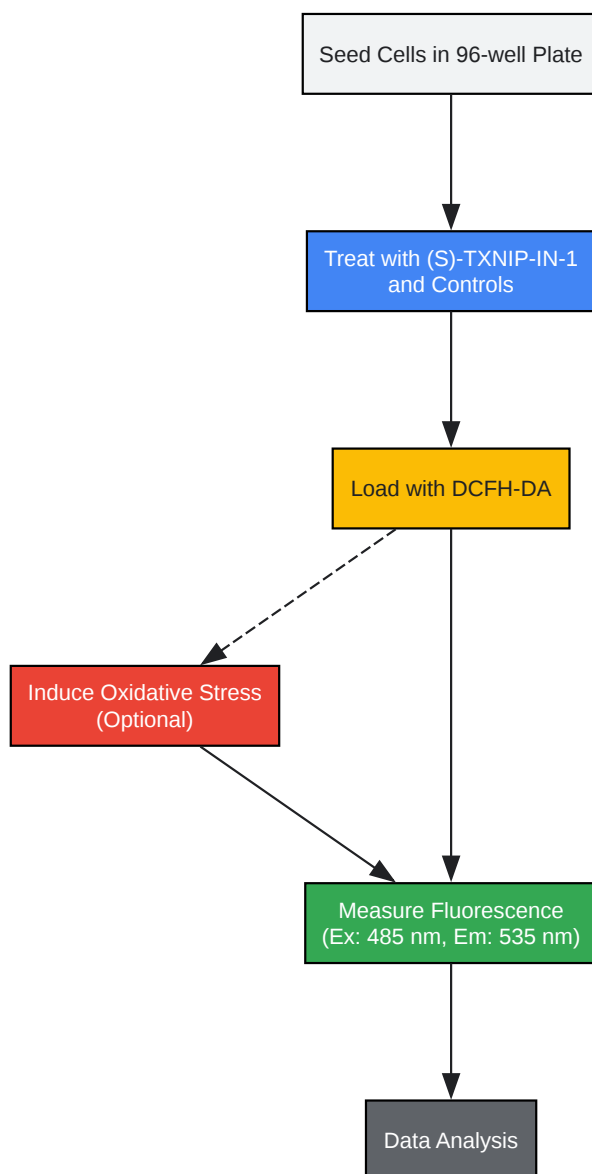 Seed Cells in 96-well Plate
Treat with (S)-TXNIP-IN-1
and Controls
Load with DCFH-DA
Induce Oxidative Stress
(Optional)
Measure Fluorescence
(Ex: 485 nm, Em: 535 nm)
Data Analysis